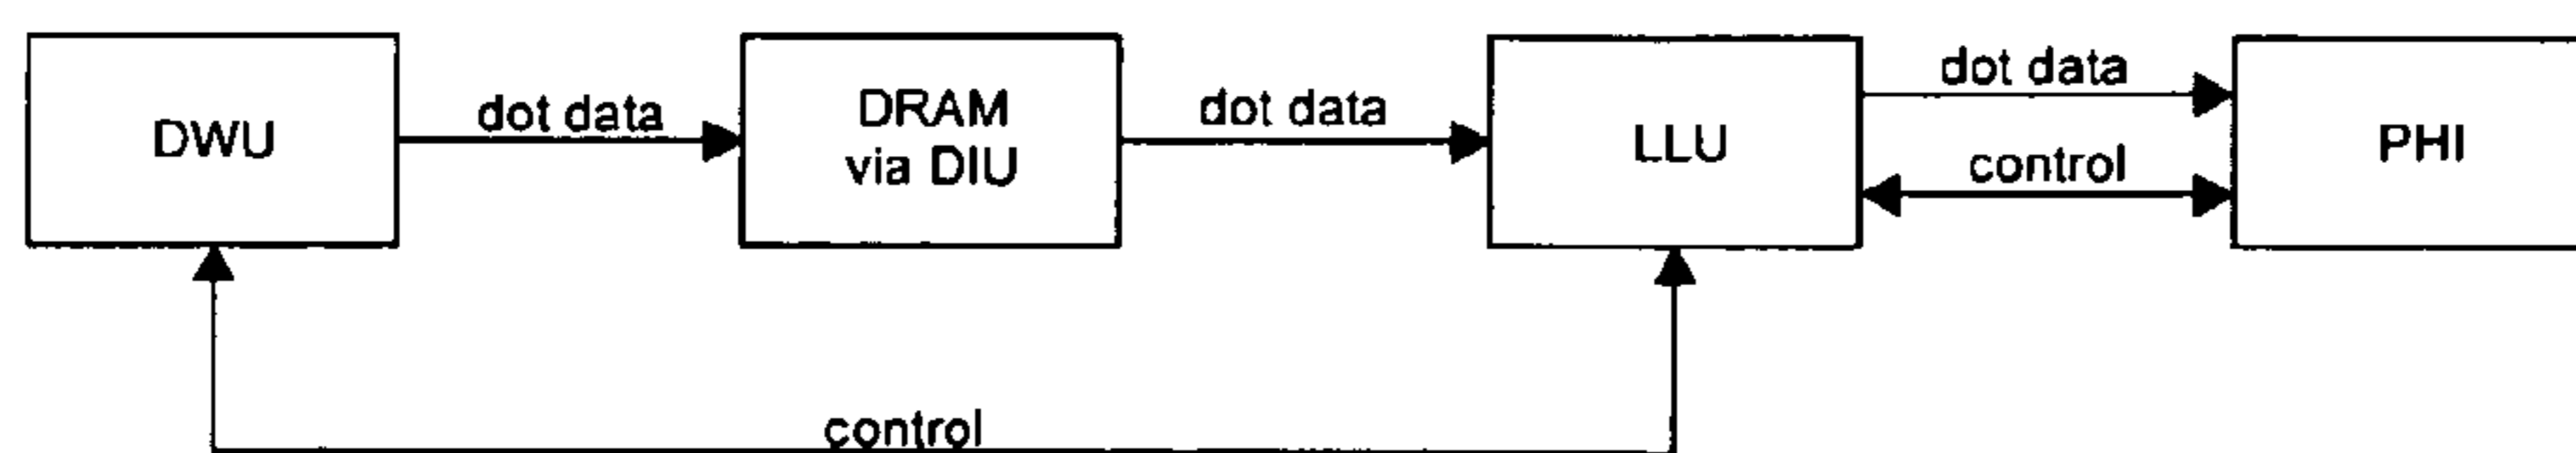 DWU
dot data
DRAM
via DIU
dot data
LLU
dot data
control
PHI
control